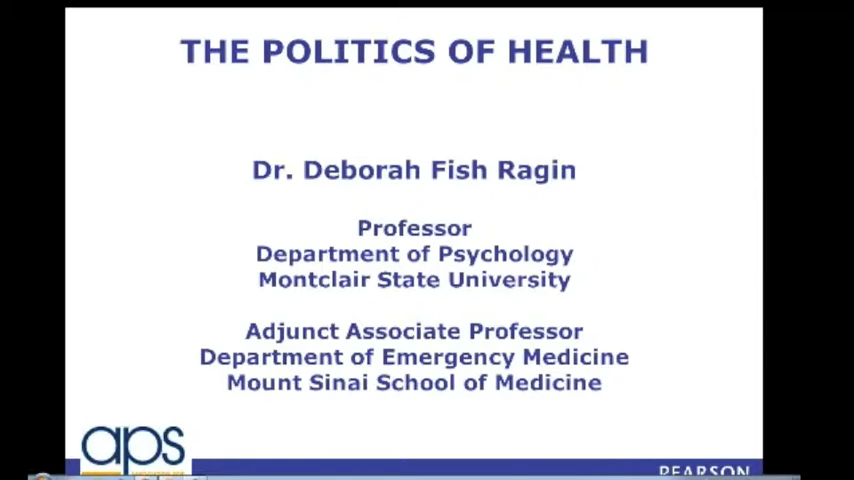 THE POLITICS OF HEALTH
Dr. Deborah Fish Ragin
Professor
Department of Psychology
Montclair State University
Adjunct Associate Professor
Department of Emergency Medicine
Mount Sinai School of Medicine
aps
PEARSON